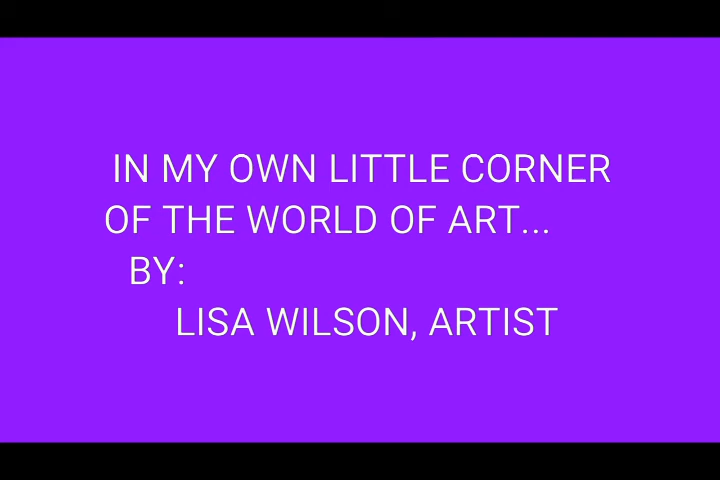 IN MY OWN LITTLE CORNER
OF THE WORLD OF ART...
BY:
LISA WILSON, ARTIST